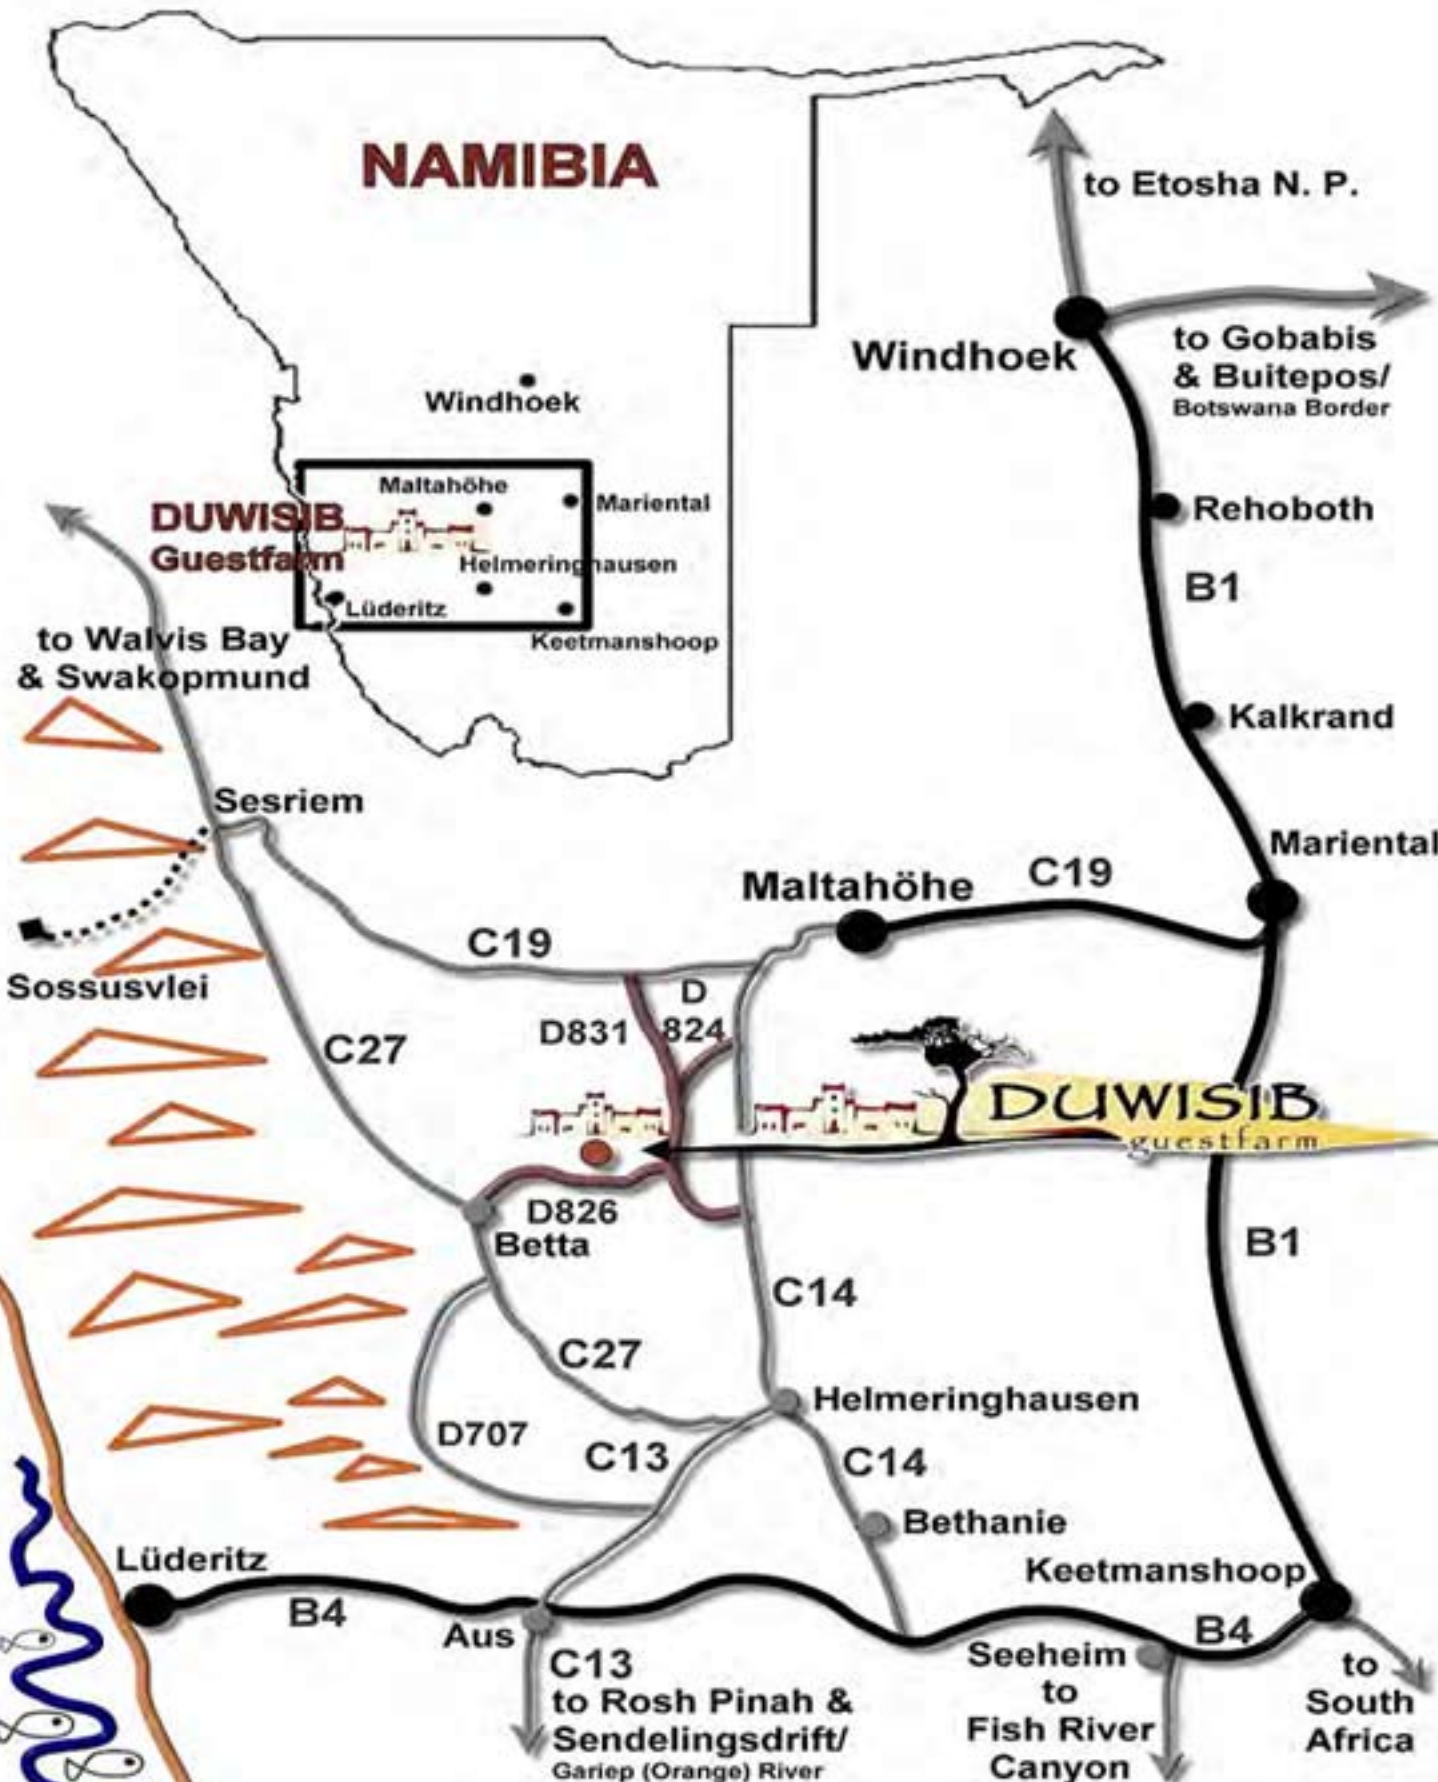 NAMIBIA
to Etosha N. P.
Windhoek
to Gobabis
& Buitepos/
Botswana Border
Windhoek
Maltahöhe
Mariental
DUWISIB
Guestfarm
Helmeringhausen
Lüderitz
Keetmanshoop
Rehoboth
B1
to Walvis Bay
& Swakopmund
Kalkrand
Sesriem
Mariental
Maltahöhe
C19
C19
Sossusvlei
D
824
D831
C27
DUWISIB
guestfarm
D826
Betta
B1
C14
C27
Helmeringhausen
D707
C13
C14
Bethanie
Lüderitz
Keetmanshoop
B4
Aus
B4
C13
to Rosh Pinah &
Sendelingsdrift/
Gariep (Orange) River
Seeheim
to
Fish River
Canyon
to
South
Africa